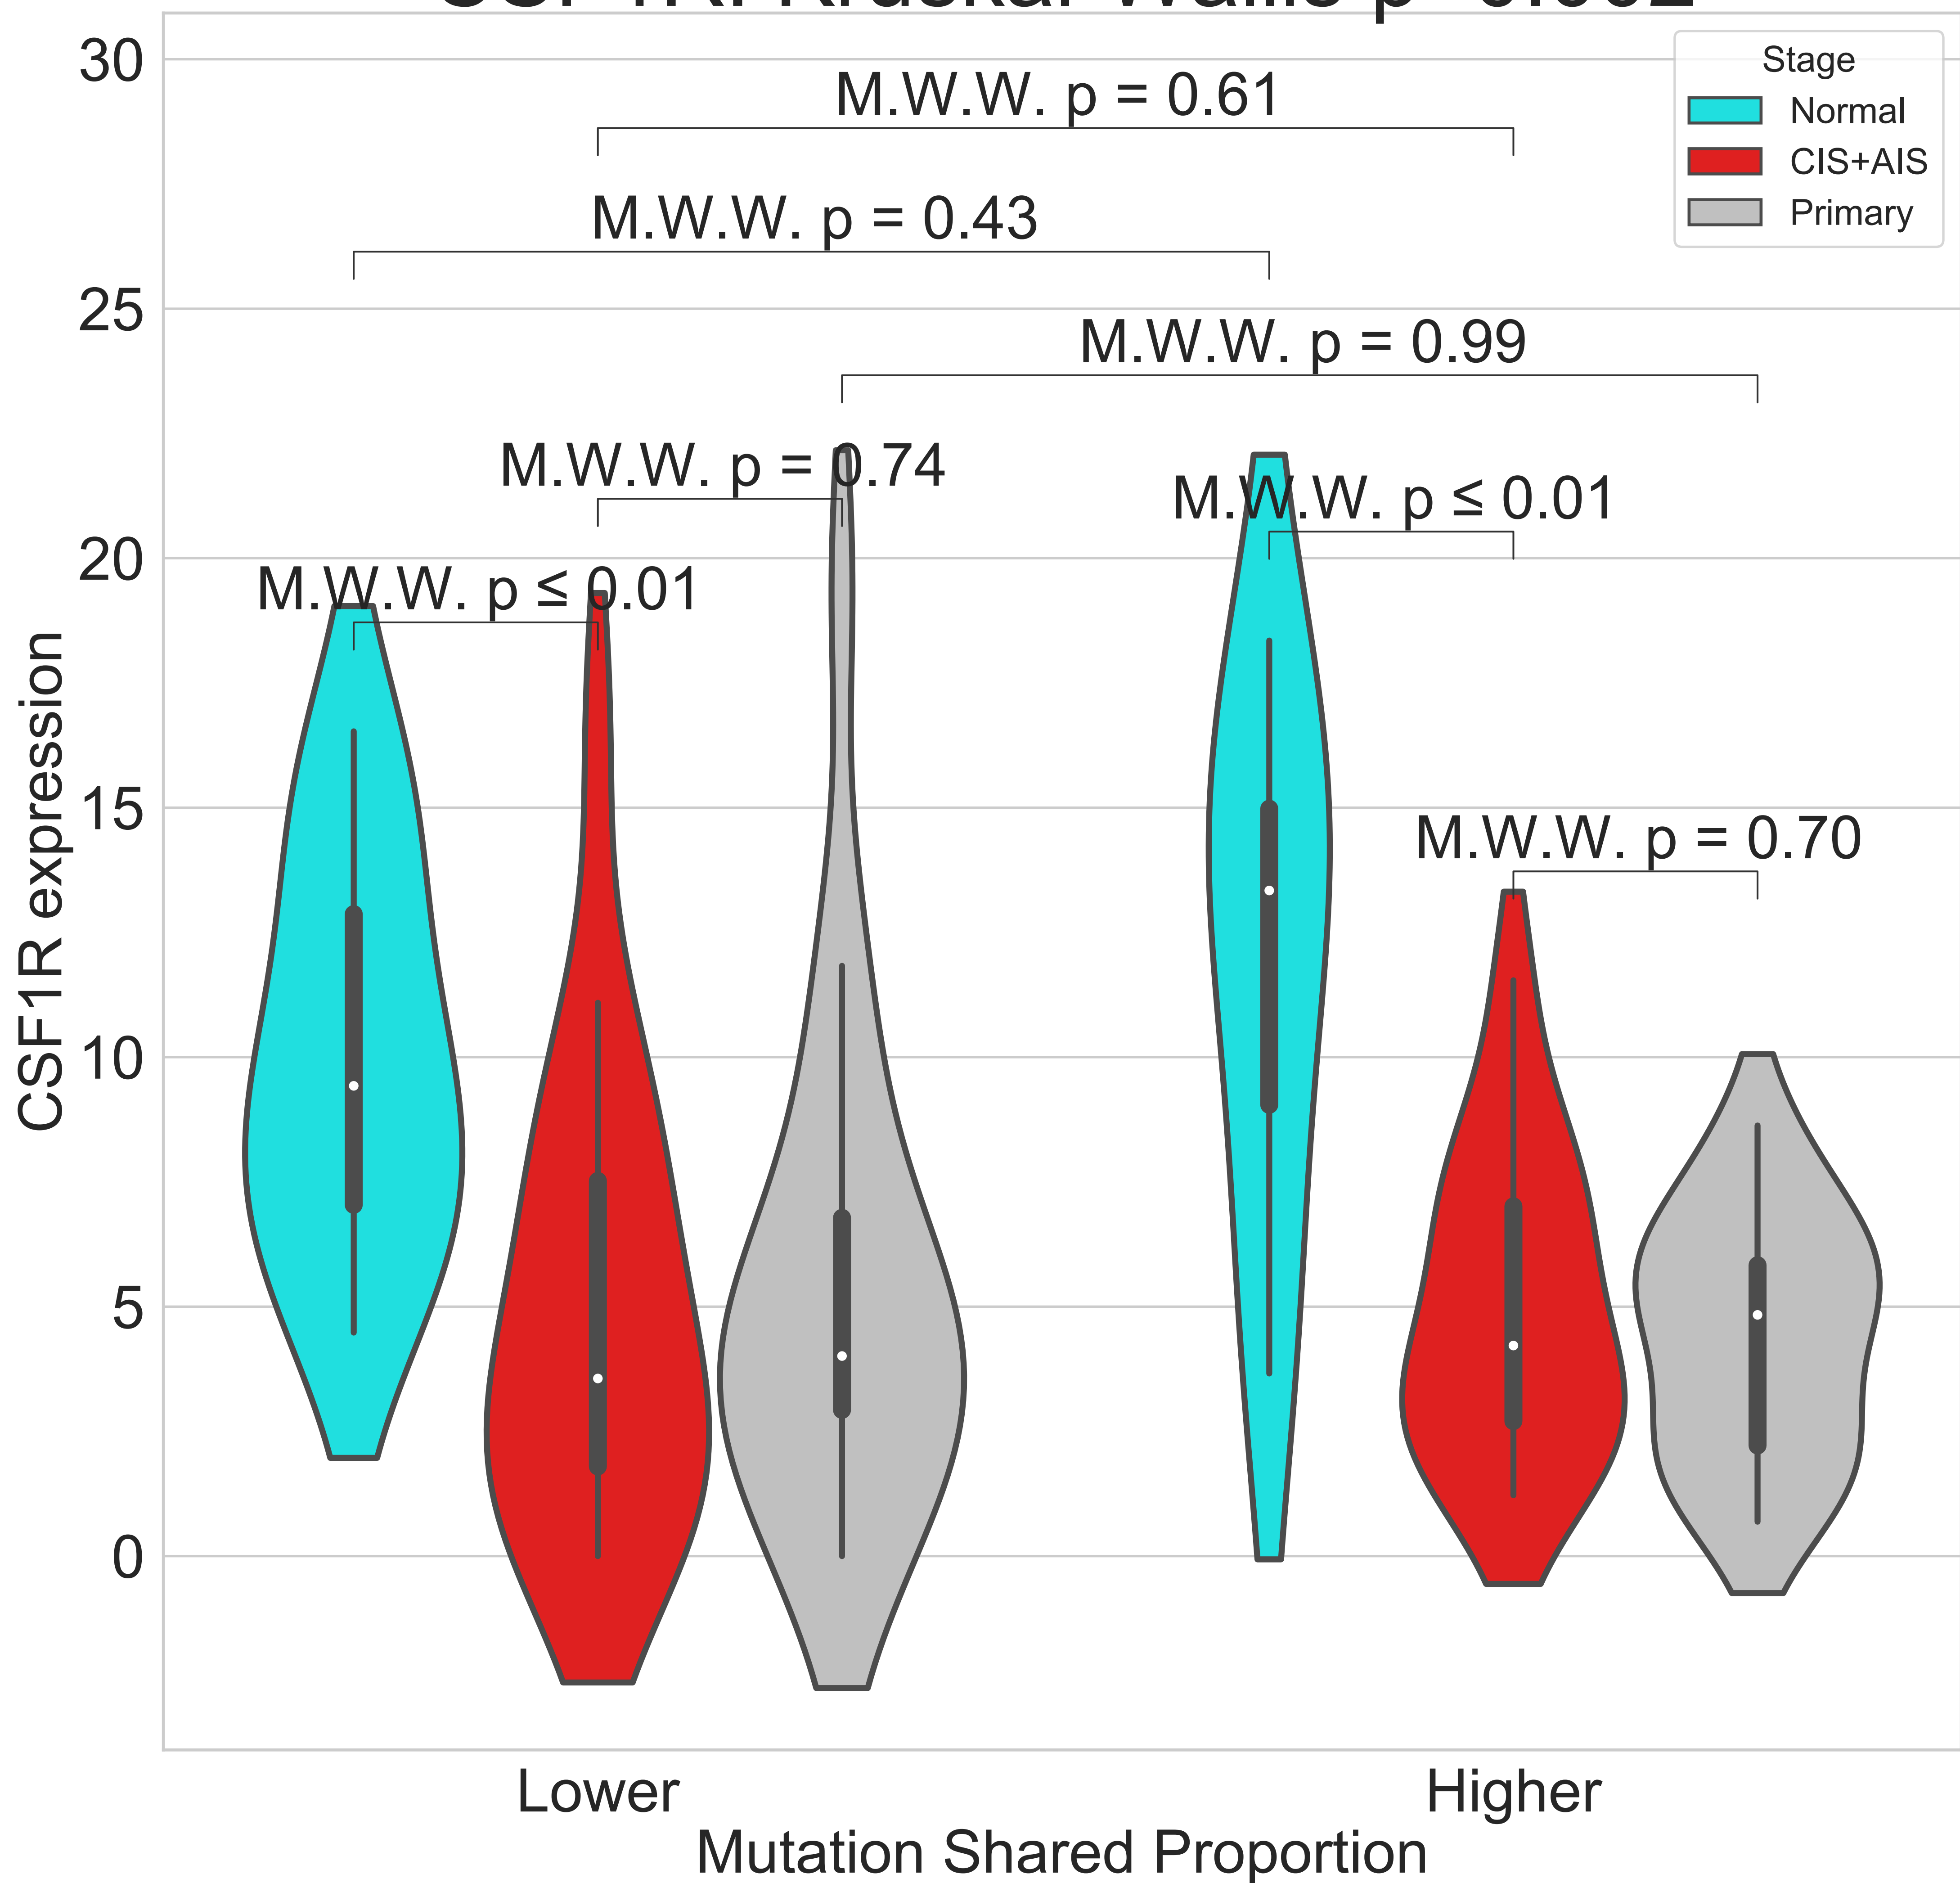 30
M.W.W. p = 0.61
Stage
Normal
CIS+AIS
Primary
M.W.W. p = 0.43
25
M.W.W. p = 0.99
M.W.W. p = 0.74
M.W.W. p ≤ 0.01
20
M.W.W. p ≤ 0.01
15
M.W.W. p = 0.70
CSF1R expression
10
5
0
Lower
Higher
Mutation Shared Proportion